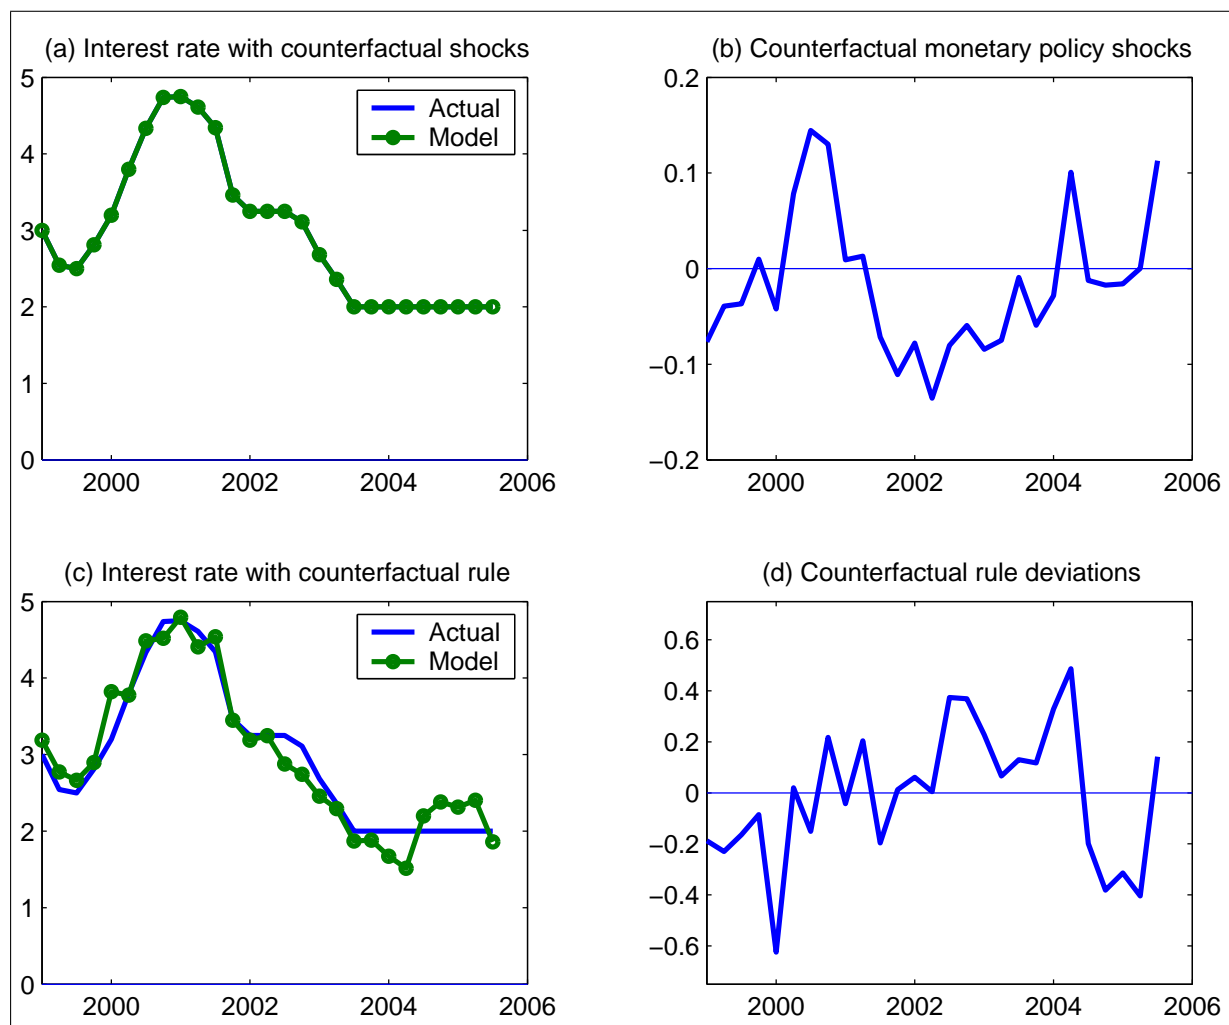 (a) Interest rate with counterfactual shocks
5
4
3
2
1
0
2000 2002 2004 2006
Actual
Model
(b) Counterfactual monetary policy shocks
0.2
0.1
0
−0.1
−0.2
2000 2002 2004 2006
(c) Interest rate with counterfactual rule
5
4
3
2
1
0
2000 2002 2004 2006
Actual
Model
(d) Counterfactual rule deviations
0.6
0.4
0.2
0
−0.2
−0.4
−0.6
2000 2002 2004 2006